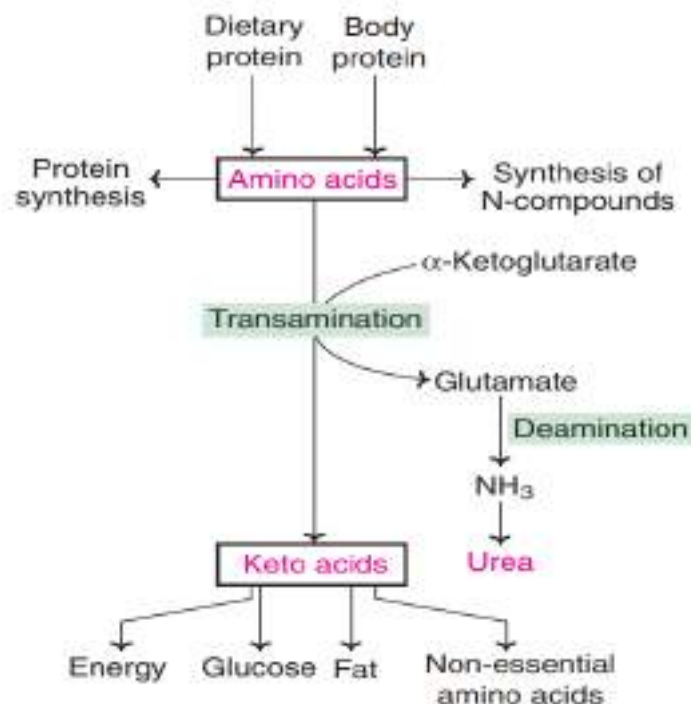 Dietary
protein
Body
protein
Protein
synthesis
Amino acids
Synthesis of
N-compounds
α-Ketoglutarate
Transamination
Glutamate
Deamination
NH₃
Urea
Keto acids
Energy
Glucose
Fat
Non-essential
amino acids